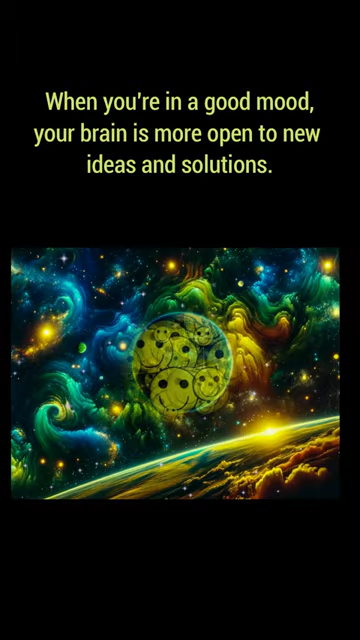 When you're in a good mood,
your brain is more open to new
ideas and solutions.